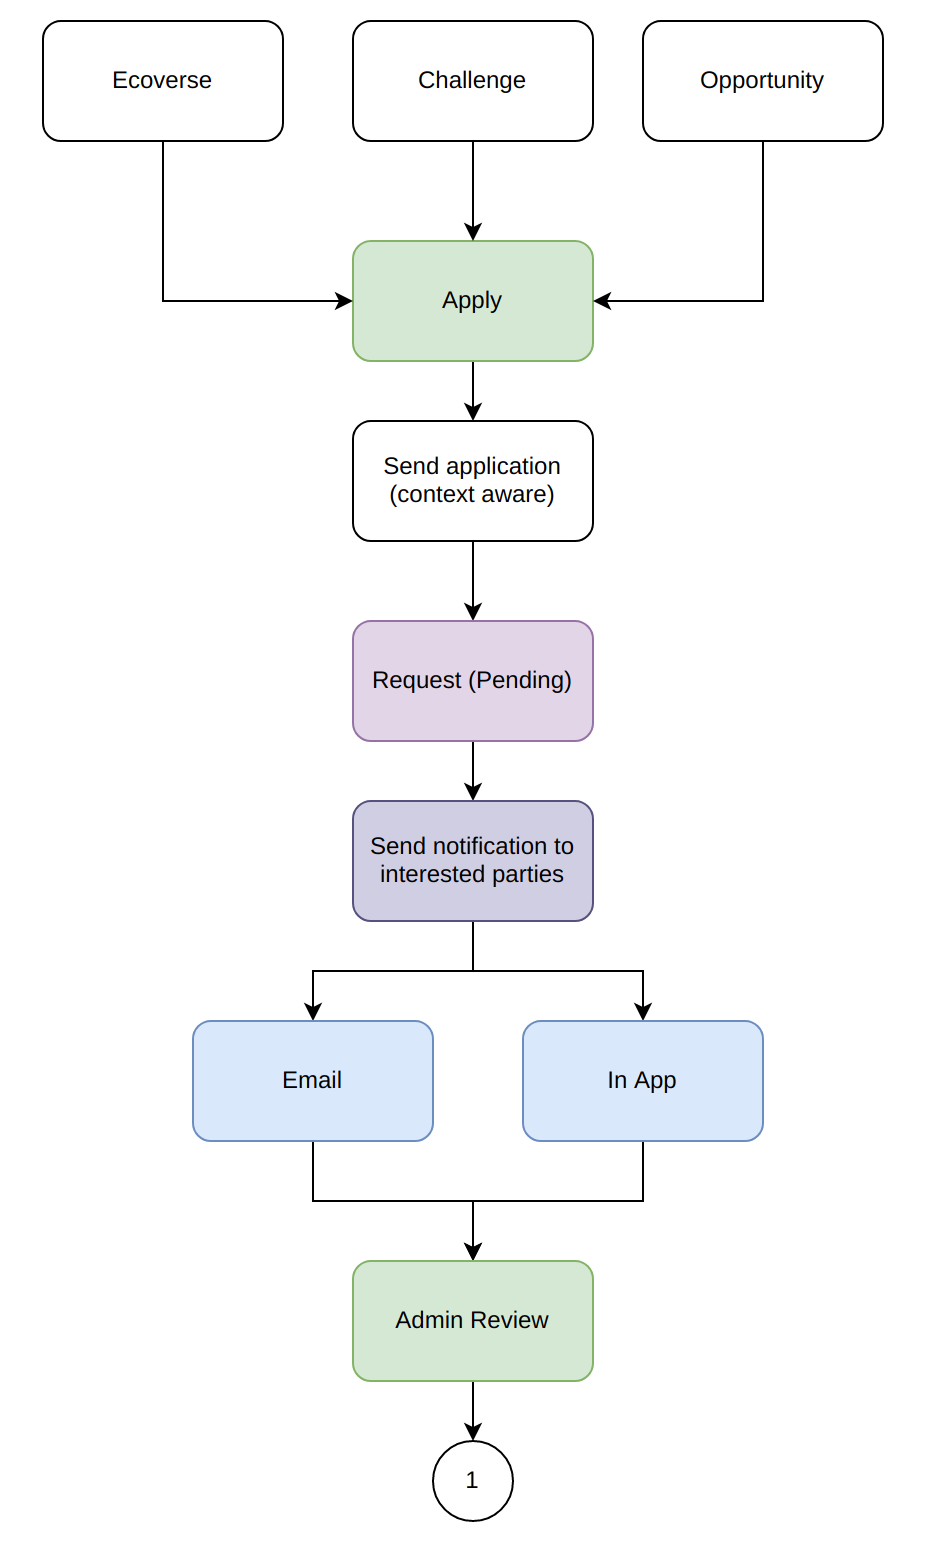 Ecoverse
Challenge
Opportunity
Apply
Send application
(context aware)
Request (Pending)
Send notification to
interested parties
Email
In App
Admin Review
1